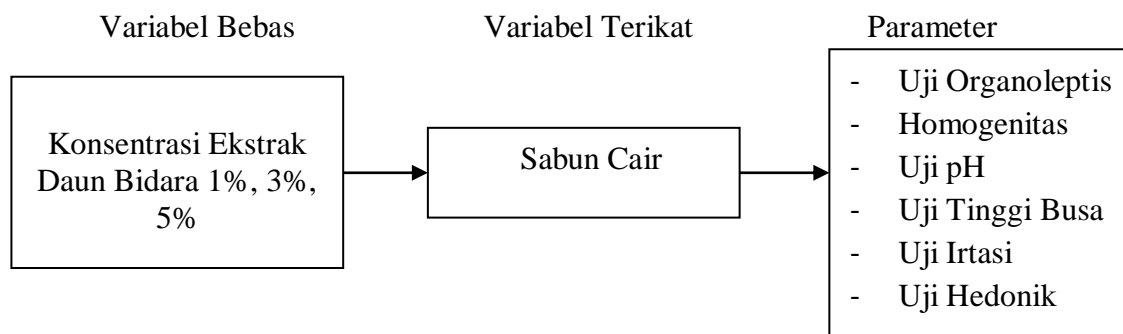 Variabel Bebas
Variabel Terikat
Parameter
Konsentrasi Ekstrak
Daun Bidara 1%, 3%,
5%
Sabun Cair
- Uji Organoleptis
- Homogenitas
- Uji pH
- Uji Tinggi Busa
- Uji Irtasi
- Uji Hedonik